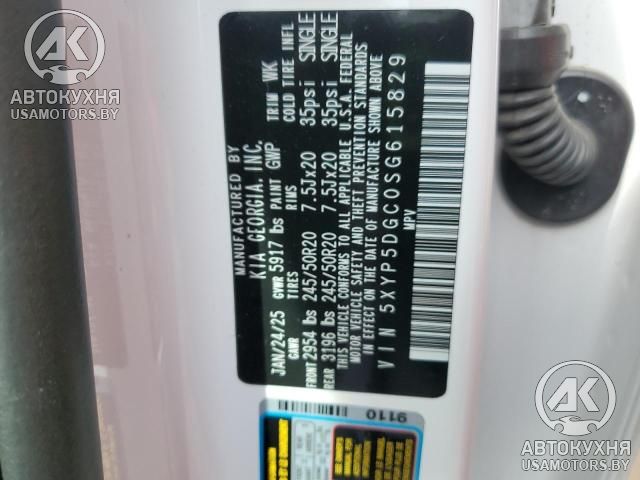 MANUFACTURED BY
KIA GEORGIA, INC.
JAN/24/25 GVWR 5917 lbs PAINT GWP TRIM WK
GAWR TIRES RIMS COLD TIRE INFL
FRONT 2954 lbs 245/50R20 7.5Jx20 35psi SINGLE
REAR 3196 lbs 245/50R20 7.5Jx20 35psi SINGLE
THIS VEHICLE CONFORMS TO ALL APPLICABLE U.S.A. FEDERAL
MOTOR VEHICLE SAFETY AND THEFT PREVENTION STANDARDS
IN EFFECT ON THE DATE OF MANUFACTURE SHOWN ABOVE
VIN 5XYP5DGC0SG615829
MPV
9110
AK
АВТОКУХНЯ
USAMOTORS.BY
AK
АВТОКУХНЯ
USAMOTORS.BY